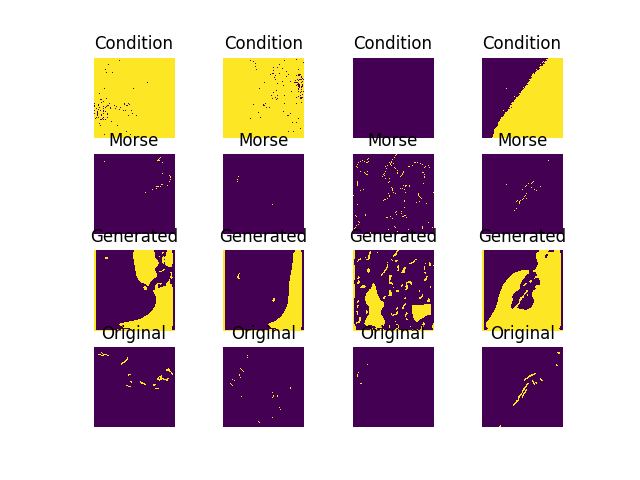 Condition Condition Condition Condition
Morse Morse Morse Morse
Generated Generated Generated Generated
Original Original Original Original